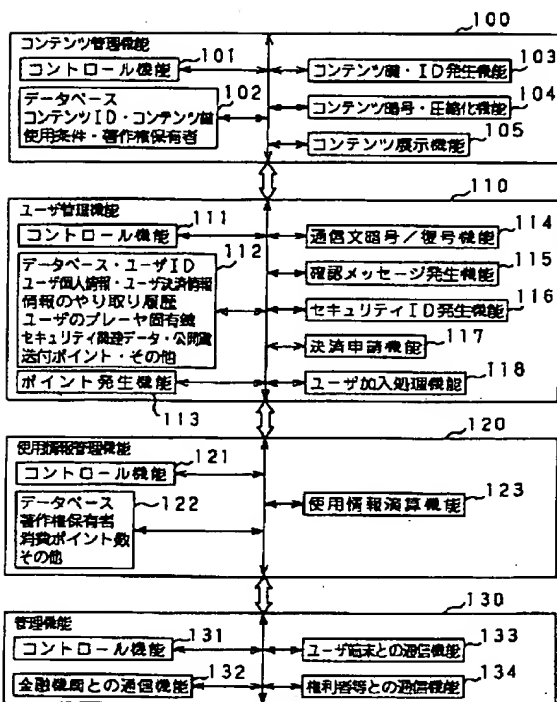 100
コンテンツ管理機能
101
コントロール機能
103
コンテンツ鍵・ID発生機能
102
データベース
コンテンツID・コンテンツ鍵
使用条件・著作権保有者
104
コンテンツ暗号・圧縮化機能
105
コンテンツ展示機能
110
ユーザ管理機能
111
コントロール機能
114
通信文暗号/復号機能
112
データベース・ユーザID
ユーザ個人情報・ユーザ決済情報
情報のやり取り履歴
ユーザのプレーヤ固有鍵
セキュリティ関連データ・公開鍵
送付ポイント・その他
115
確認メッセージ発生機能
116
セキュリティID発生機能
117
決済申請機能
ポイント発生機能
113
118
ユーザ加入処理機能
120
使用情報管理機能
121
コントロール機能
122
データベース
著作権保有者
消費ポイント数
その他
123
使用情報演算機能
130
管理機能
131
コントロール機能
133
ユーザ端末との通信機能
132
金融機関との通信機能
134
権利者等との通信機能